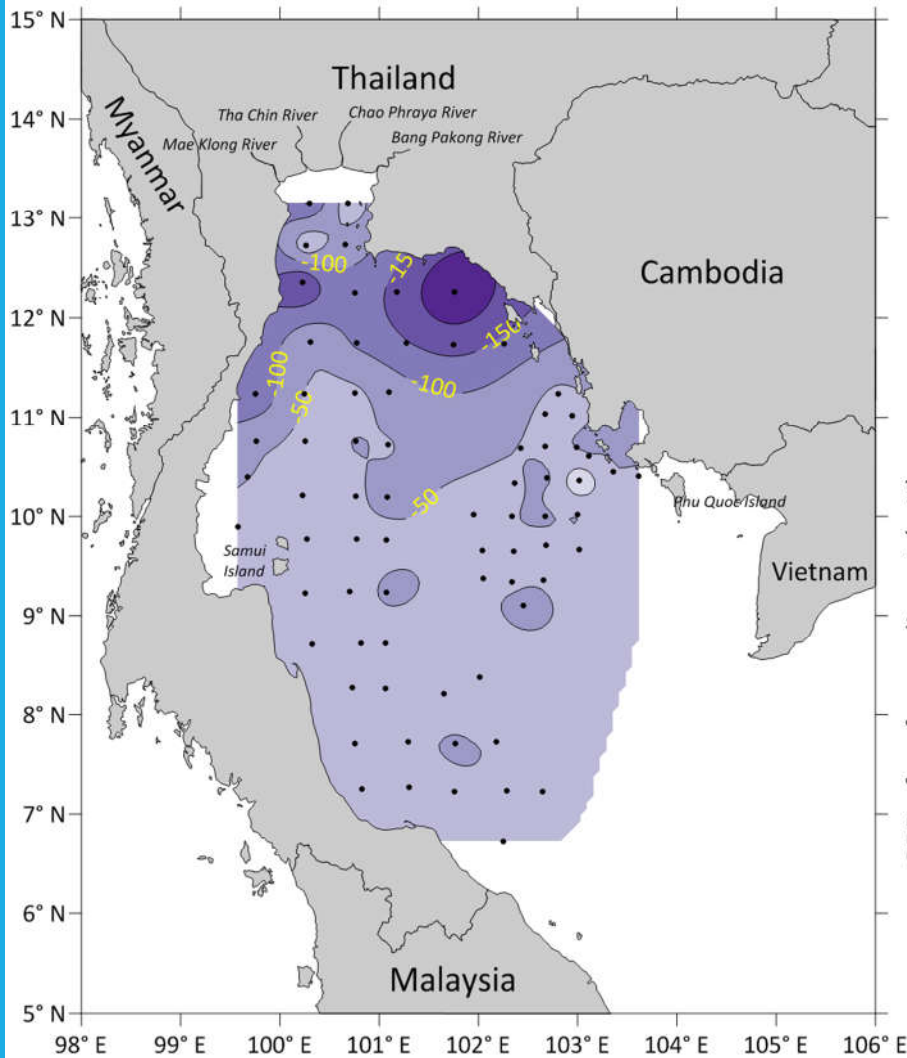 15° N
Thailand
Tha Chin River
Chao Phraya River
14° N
Myanmar
Mae Klong River
Bang Pakong River
13° N
-100
-15
Cambodia
12° N
-150
-100
-100
11° N
-50
-50
10° N
Phu Quoc Island
Samui
Island
Vietnam
9° N
8° N
7° N
6° N
Malaysia
5° N
98° E
99° E
100° E
101° E
102° E
103° E
104° E
105° E
106° E